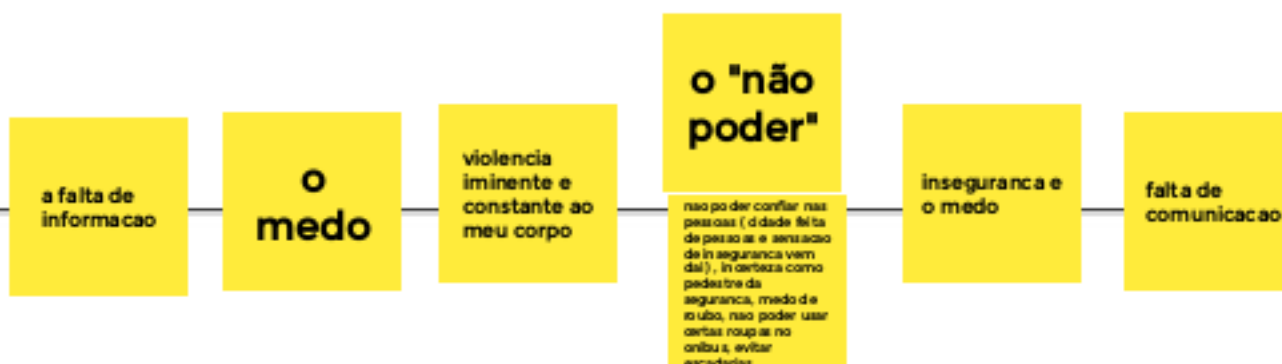 a falta de
informacao
o
medo
violencia
iminente e
constante ao
meu corpo
o "não
poder"
nao poder confiar nas
pessoas ( cidade feita
de pessoas e sensacao
de inseguranca vem
dai) , incerteza como
pedestre da
seguranca, medo de
roubo, nao poder usar
certas roupas no
onibus, evitar
escadarias
inseguranca e
o medo
falta de
comunicacao